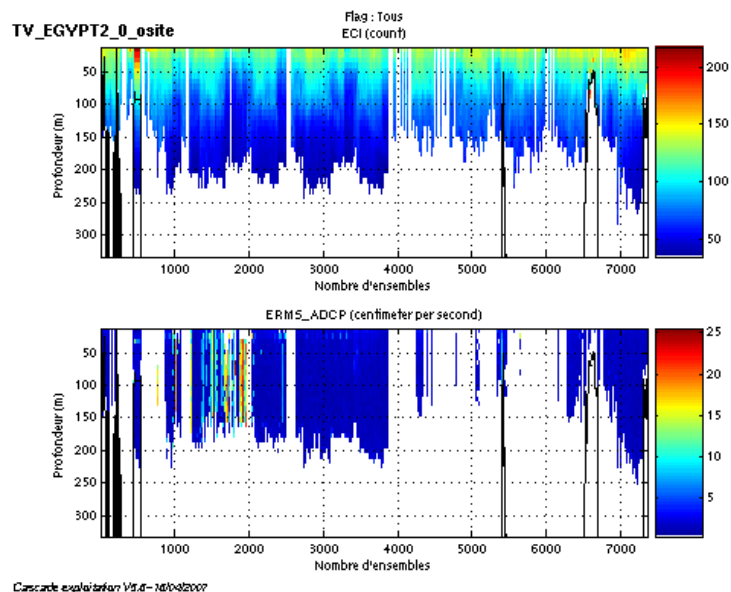 TV_EGYPT2_0_osite
Flag : Tous
ECI (count)
50
100
150
200
250
300
Profondeur (m)
1000 2000 3000 4000 5000 6000 7000
Nombre d'ensembles
200
150
100
50
ERMS_ADCP (centimeter per second)
50
100
150
200
250
300
Profondeur (m)
1000 2000 3000 4000 5000 6000 7000
Nombre d'ensembles
25
20
15
10
5
Cascade exploitation V5.6 - 16/04/2007